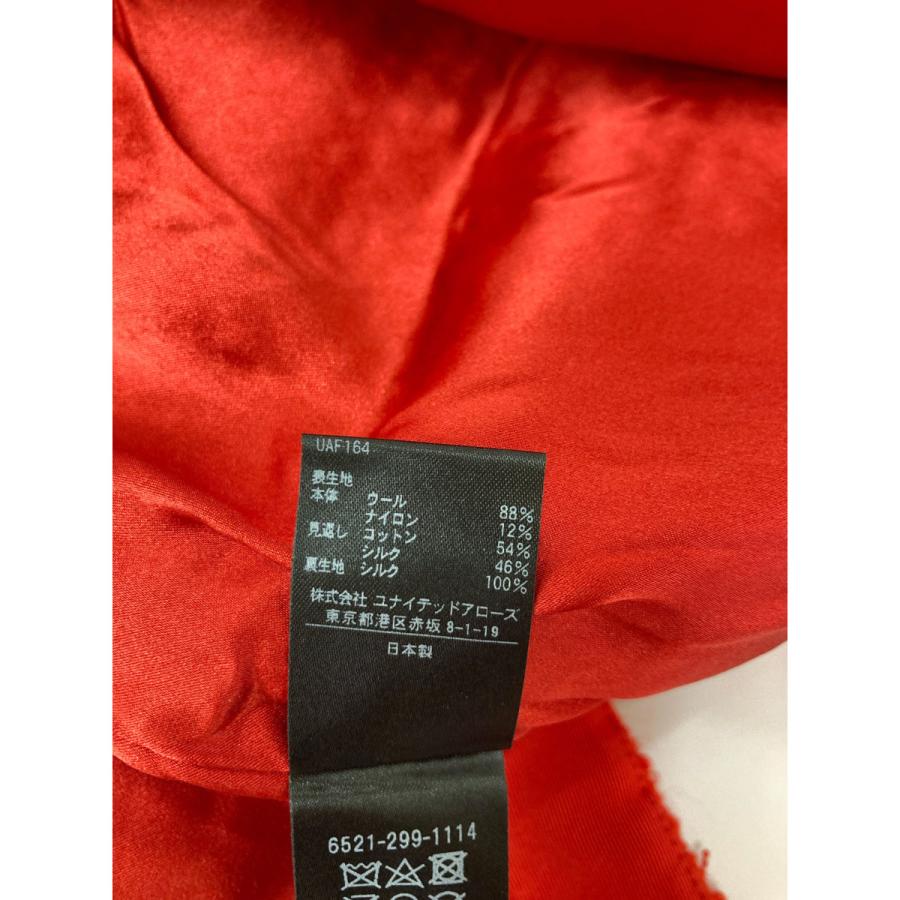 UAF164
表生地
本体 ウール 88%
ナイロン 12%
見返し コットン 54%
シルク 46%
裏生地 シルク 100%
株式会社 ユナイテッドアローズ
東京都港区赤坂 8-1-19
日本製
6521-299-1114